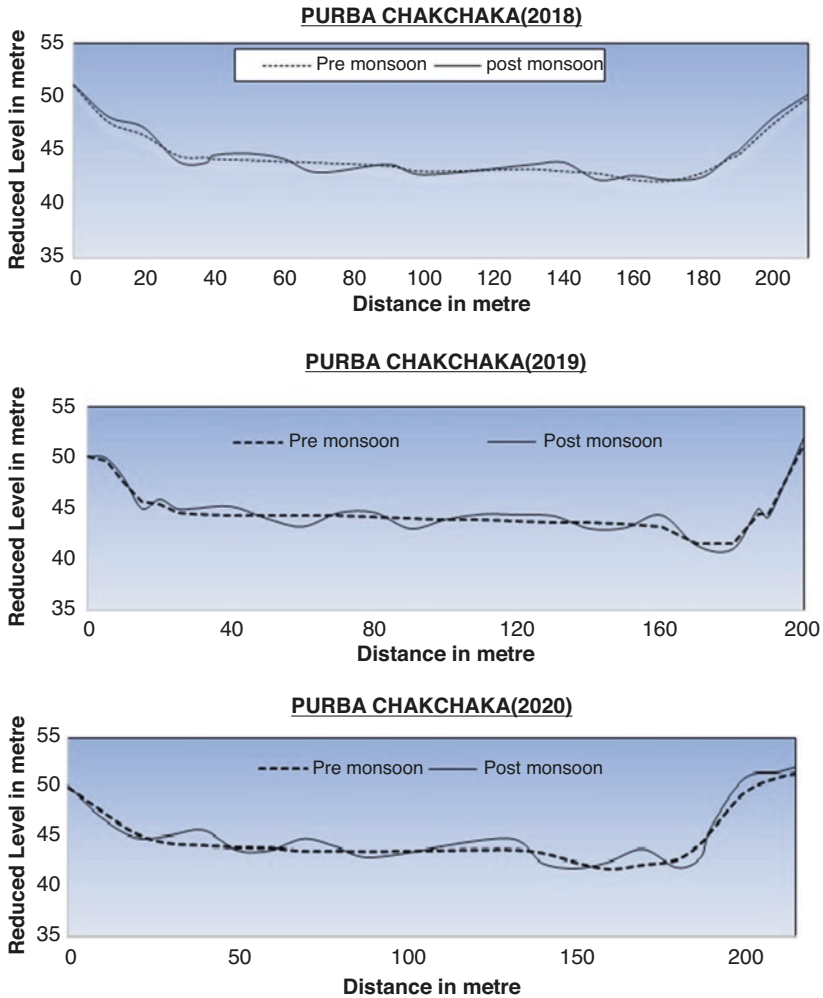 PURBA CHAKCHAKA(2018)
55
Pre monsoon post monsoon
50
45
40
35
Reduced Level in metre
0 20 40 60 80 100 120 140 160 180 200
Distance in metre
PURBA CHAKCHAKA(2019)
55
Pre monsoon Post monsoon
50
45
40
35
Reduced Level in metre
0 40 80 120 160 200
Distance in metre
PURBA CHAKCHAKA(2020)
55
Pre monsoon Post monsoon
50
45
40
35
Reduced Level in metre
0 50 100 150 200
Distance in metre